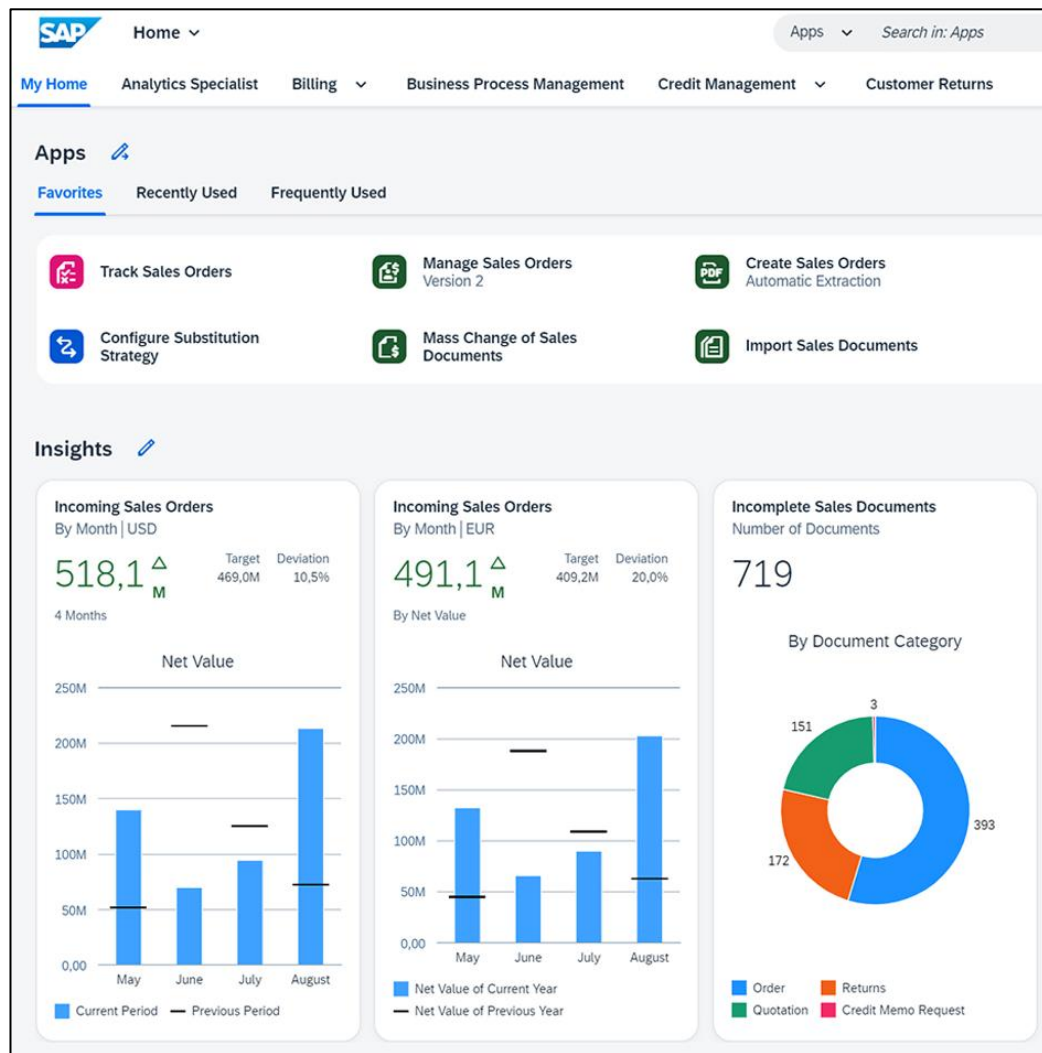 SAP Home Apps Search in: Apps
My Home Analytics Specialist Billing Business Process Management Credit Management Customer Returns
Apps
Favorites Recently Used Frequently Used
Track Sales Orders
Manage Sales Orders
Version 2
PDF
Create Sales Orders
Automatic Extraction
Configure Substitution
Strategy
Mass Change of Sales
Documents
Import Sales Documents
Insights
Incoming Sales Orders
By Month | USD
518,1 M
Target
469,0M
Deviation
10,5%
4 Months
Net Value
250M
200M
150M
100M
50M
0,00
May June July August
Current Period Previous Period
Incoming Sales Orders
By Month | EUR
491,1 M
Target
409,2M
Deviation
20,0%
By Net Value
Net Value
250M
200M
150M
100M
50M
0,00
May June July August
Net Value of Current Year
Net Value of Previous Year
Incomplete Sales Documents
Number of Documents
719
By Document Category
3
151
393
172
Order Returns
Quotation Credit Memo Request